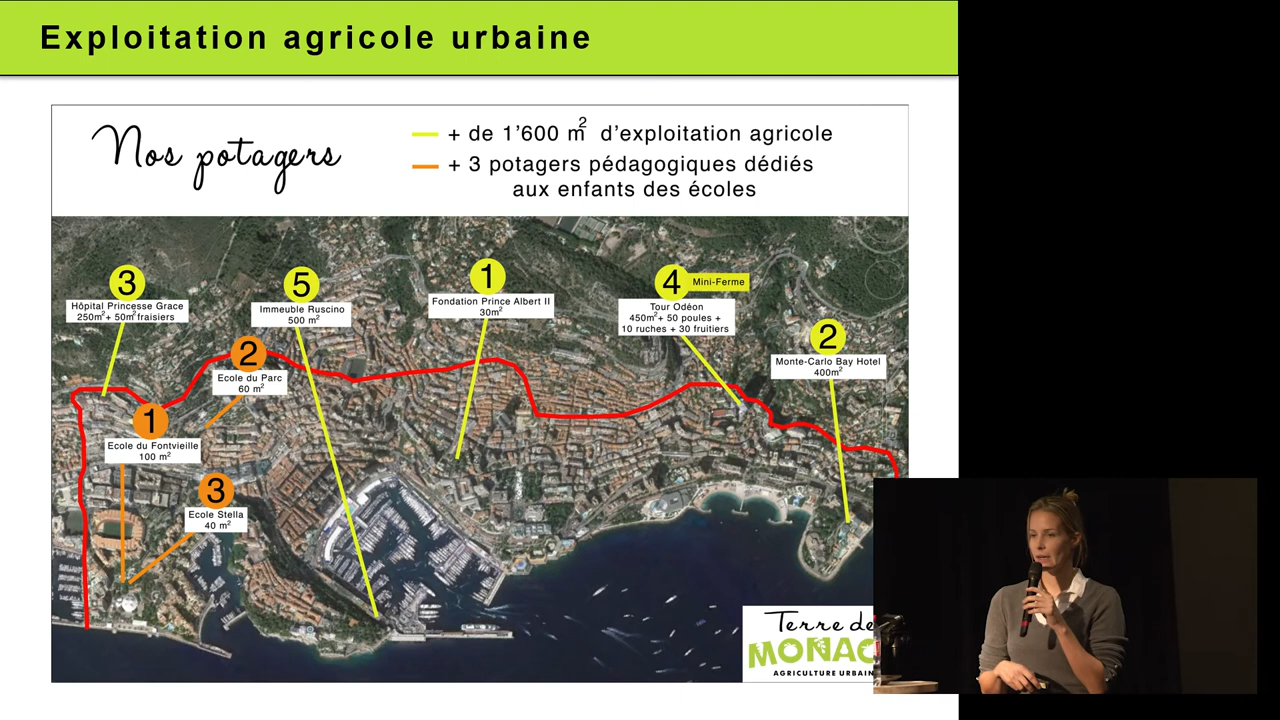 Exploitation agricole urbaine
Nos potagers
+ de 1'600 m² d'exploitation agricole
+ 3 potagers pédagogiques dédiés
aux enfants des écoles
3
Hôpital Princesse Grace
250m²+ 50m² fraisiers
5
Immeuble Ruscino
500 m²
1
Fondation Prince Albert II
30m²
4
Mini-Ferme
Tour Odéon
450m²+ 50 poules +
10 ruches + 30 fruitiers
2
Monte-Carlo Bay Hotel
400m²
2
Ecole du Parc
60 m²
1
Ecole du Fontvieille
100 m²
3
Ecole Stella
40 m²
Terre de
MONAC
AGRICULTURE URBAIN